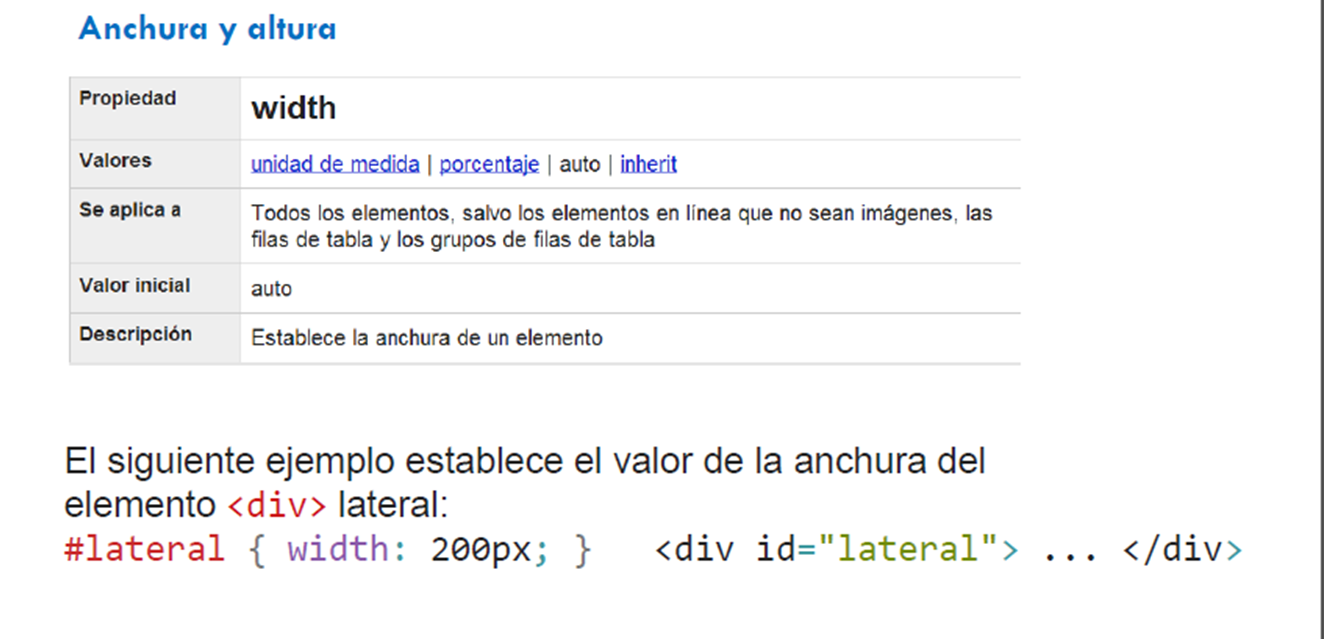 Anchura y altura
Propiedad width
Valores unidad de medida | porcentaje | auto | inherit
Se aplica a Todos los elementos, salvo los elementos en línea que no sean imágenes, las
filas de tabla y los grupos de filas de tabla
Valor inicial auto
Descripción Establece la anchura de un elemento
El siguiente ejemplo establece el valor de la anchura del
elemento <div> lateral:
#lateral { width: 200px; } <div id="lateral"> ... </div>